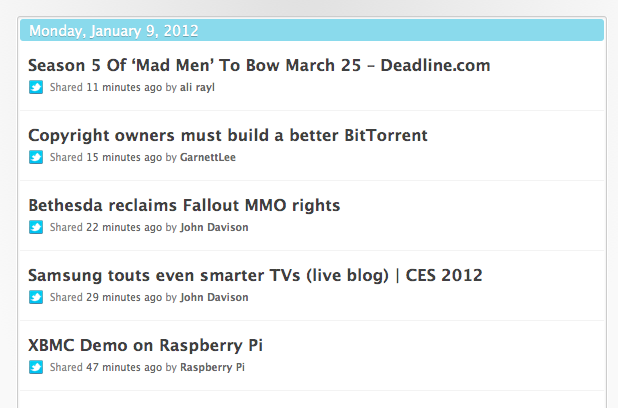 Monday, January 9, 2012
Season 5 Of ‘Mad Men’ To Bow March 25 – Deadline.com
Shared 11 minutes ago by ali rayl
Copyright owners must build a better BitTorrent
Shared 15 minutes ago by GarnettLee
Bethesda reclaims Fallout MMO rights
Shared 22 minutes ago by John Davison
Samsung touts even smarter TVs (live blog) | CES 2012
Shared 29 minutes ago by John Davison
XBMC Demo on Raspberry Pi
Shared 47 minutes ago by Raspberry Pi